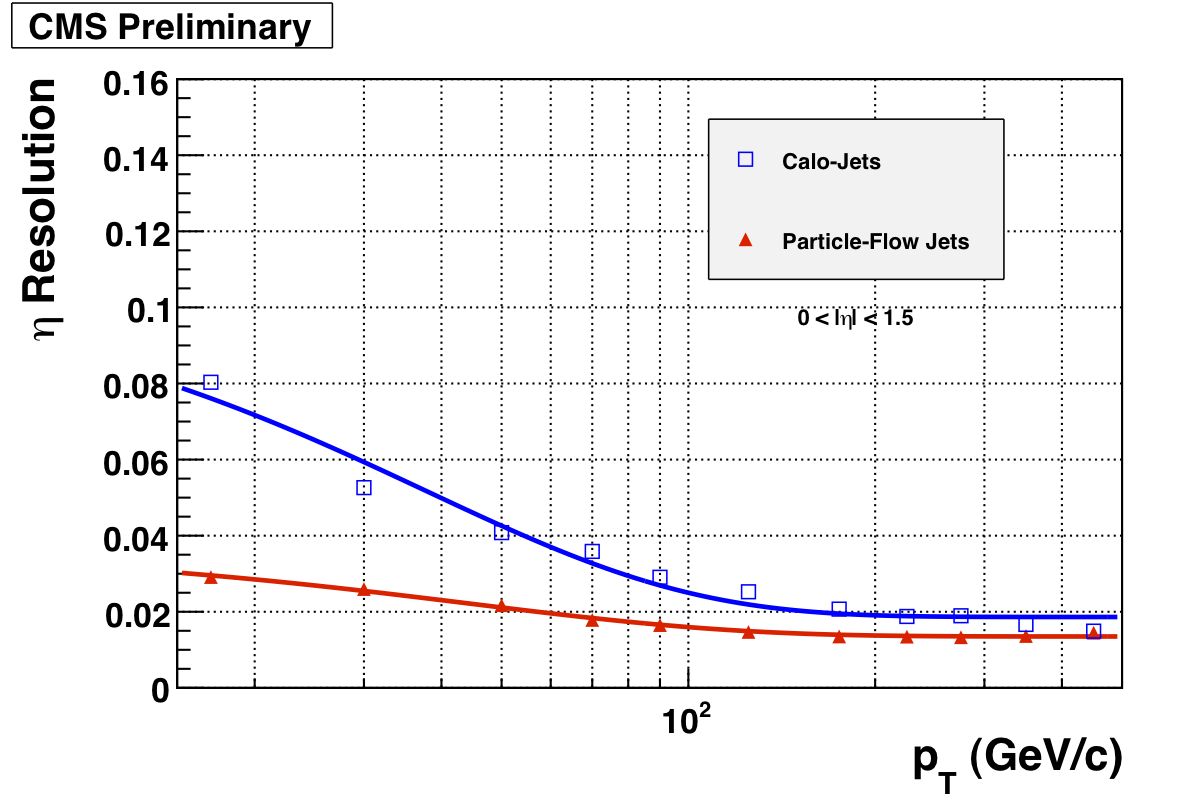 CMS Preliminary
η Resolution
0.16
0.14
0.12
0.1
0.08
0.06
0.04
0.02
0
Calo-Jets
Particle-Flow Jets
0 < |η| < 1.5
10²
p_T (GeV/c)